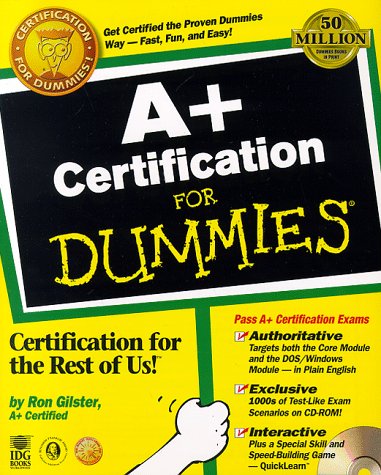 CERTIFICATION
FOR DUMMIES!
Get Certified the Proven Dummies
Way — Fast, Fun, and Easy!
50
MILLION
DUMMIES BOOKS
IN PRINT
A+
Certification
FOR
DUMMIES®
Certification for
the Rest of Us!™
by Ron Gilster,
A+ Certified
IDG
BOOKS
WORLDWIDE
Pass A+ Certification Exams
Authoritative
Targets both the Core Module
and the DOS/Windows
Module — in Plain English
Exclusive
1000s of Test-Like Exam
Scenarios on CD-ROM!
Interactive
Plus a Special Skill and
Speed-Building Game
— QuickLearn™